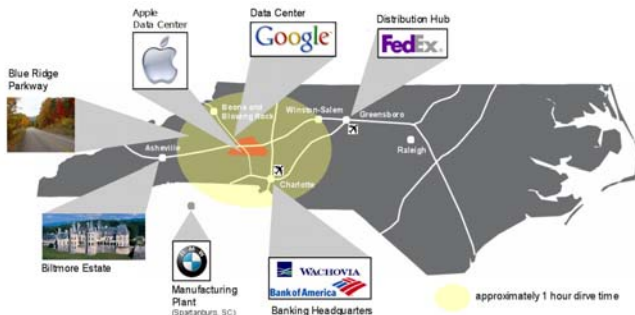 Apple
Data Center
Data Center
Google
Distribution Hub
FedEx
Blue Ridge
Parkway
Boone and
Blowing Rock
Winston-Salem
Greensboro
Asheville
Raleigh
Charlotte
Biltmore Estate
BMW
Manufacturing
Plant
(Spartanburg, SC)
WACHOVIA
Bank of America
Banking Headquarters
approximately 1 hour dirve time